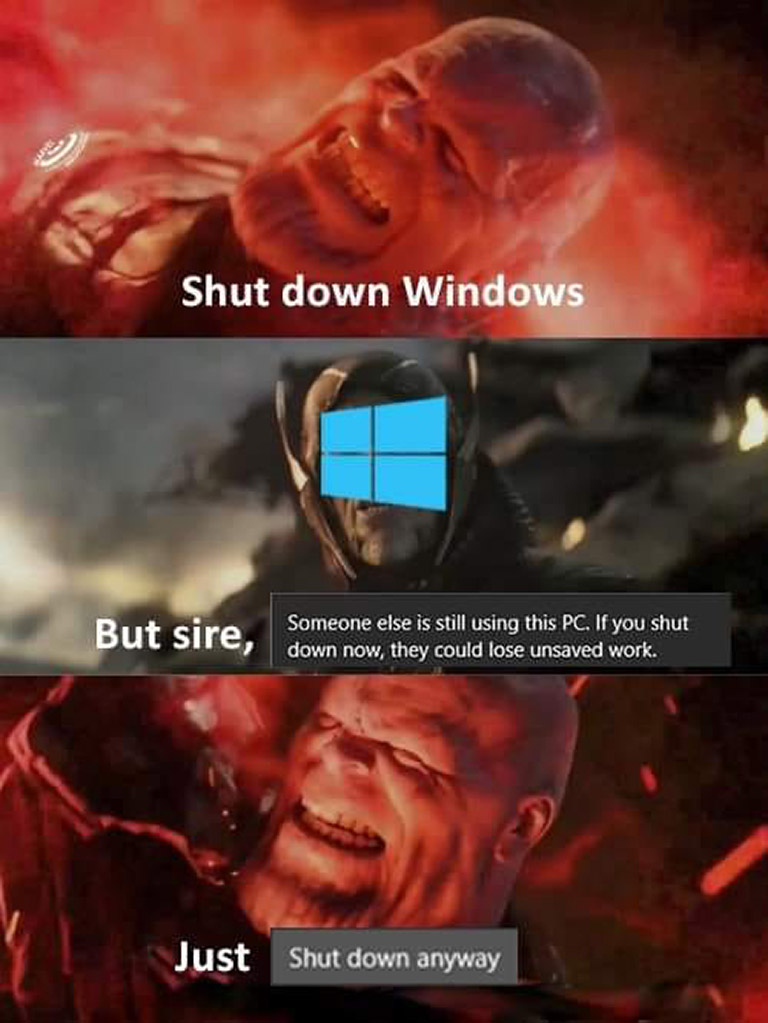 Shut down Windows
But sire,
Someone else is still using this PC. If you shut
down now, they could lose unsaved work.
Just Shut down anyway